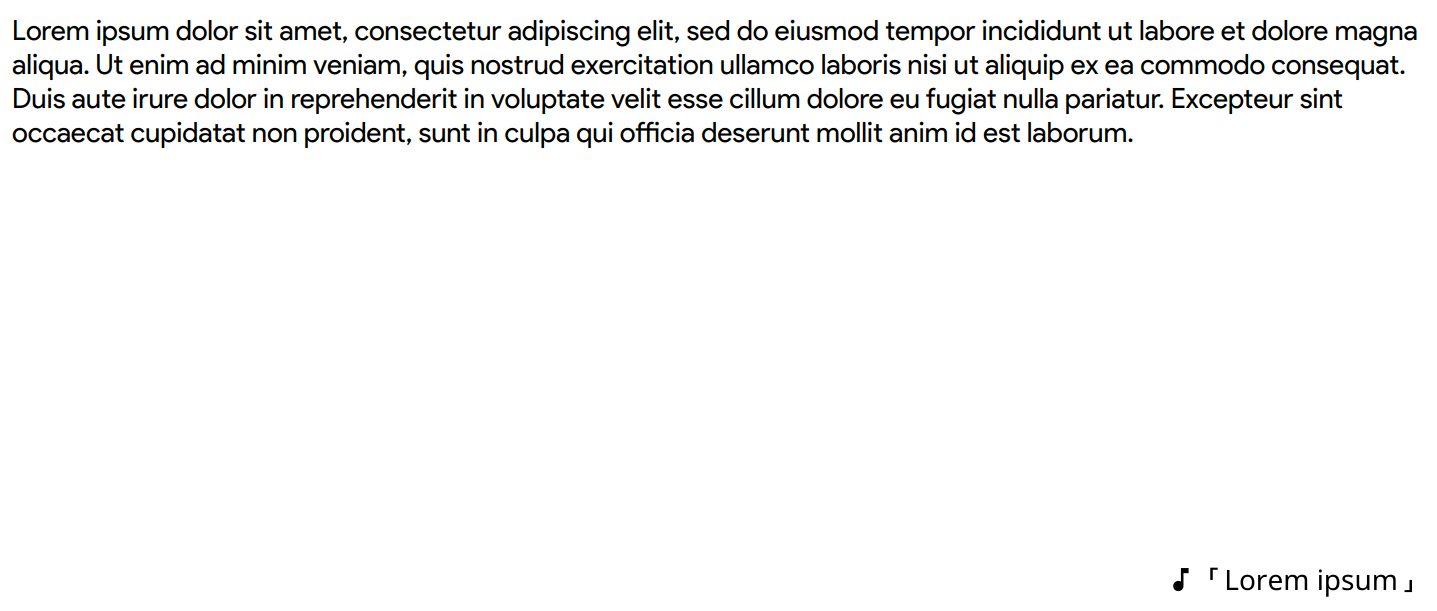 Lorem ipsum dolor sit amet, consectetur adipiscing elit, sed do eiusmod tempor incididunt ut labore et dolore magna
aliqua. Ut enim ad minim veniam, quis nostrud exercitation ullamco laboris nisi ut aliquip ex ea commodo consequat.
Duis aute irure dolor in reprehenderit in voluptate velit esse cillum dolore eu fugiat nulla pariatur. Excepteur sint
occaecat cupidatat non proident, sunt in culpa qui officia deserunt mollit anim id est laborum.
♪「Lorem ipsum」